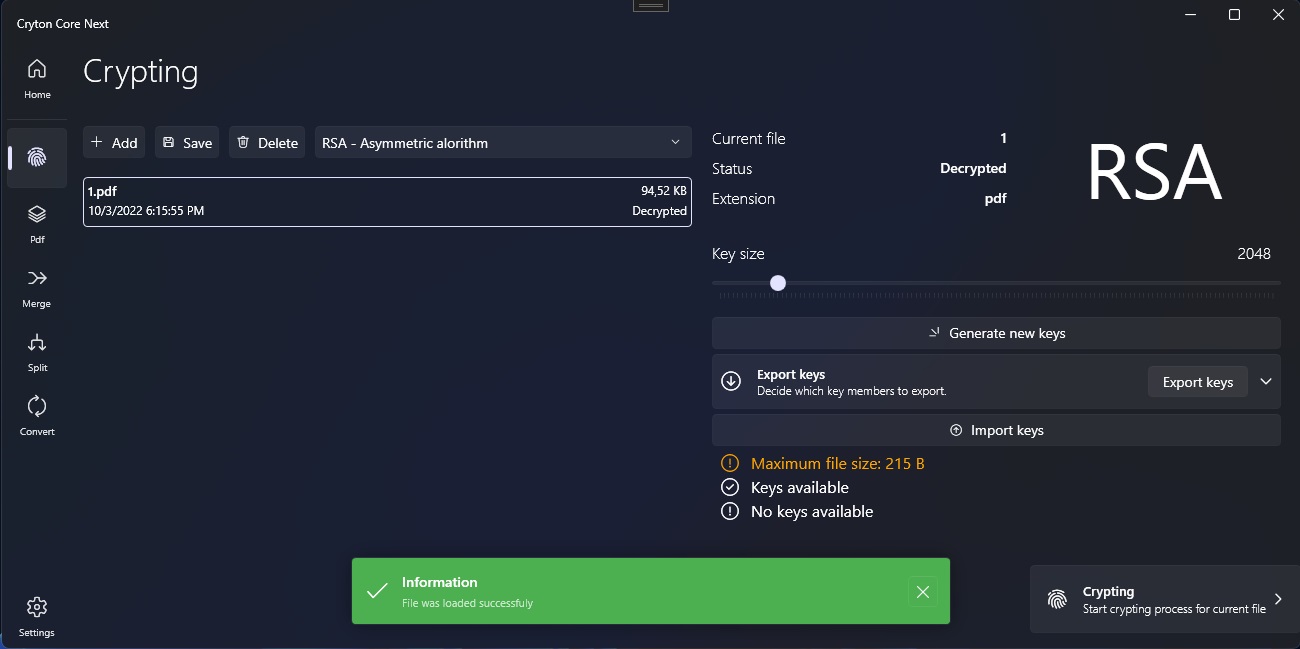 Cryton Core Next
Home
Pdf
Merge
Split
Convert
Settings
Crypting
Add
Save
Delete
RSA - Asymmetric alorithm
1.pdf
94,52 KB
10/3/2022 6:15:55 PM
Decrypted
Current file
1
Status
Decrypted
Extension
pdf
RSA
Key size
2048
Generate new keys
Export keys
Decide which key members to export.
Export keys
Import keys
Maximum file size: 215 B
Keys available
No keys available
Information
File was loaded successfuly
Crypting
Start crypting process for current file